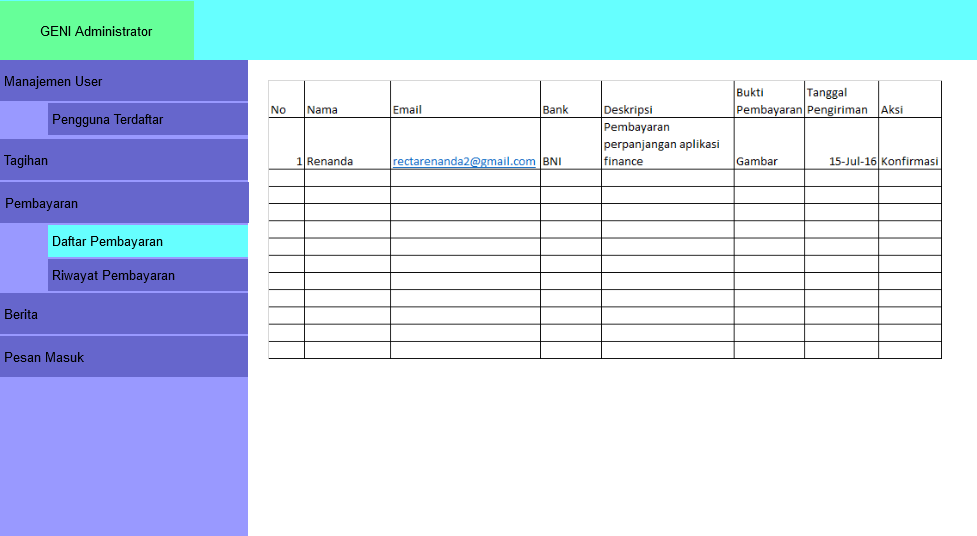 GENI Administrator
Manajemen User
Pengguna Terdaftar
Tagihan
Pembayaran
Daftar Pembayaran
Riwayat Pembayaran
Berita
Pesan Masuk
Bukti Tanggal
No Nama Email Bank Deskripsi Pembayaran Pengiriman Aksi
Pembayaran
perpanjangan aplikasi
1 Renanda rectarenanda2@gmail.com BNI finance Gambar 15-Jul-16 Konfirmasi